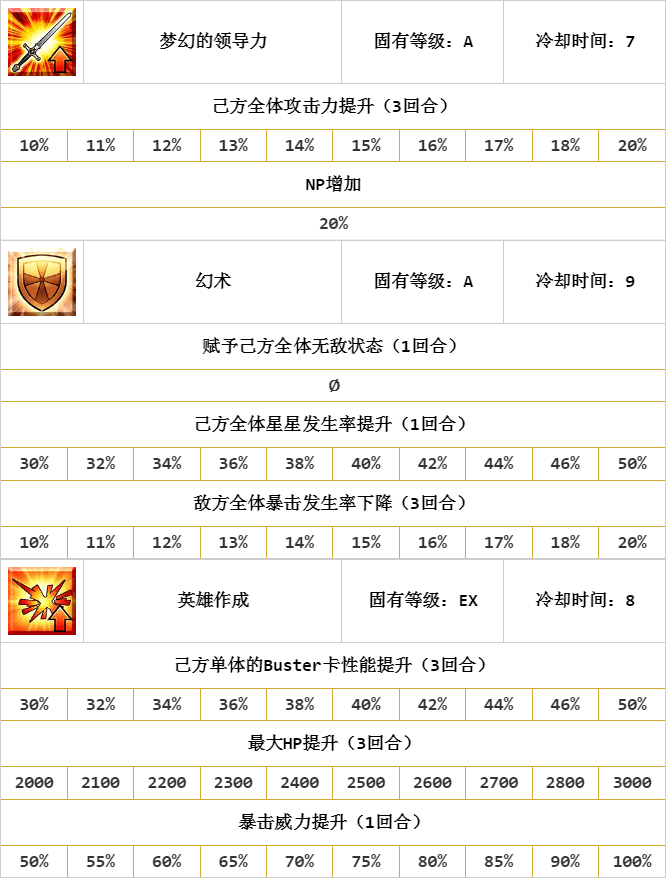 梦幻的领导力 固有等级：A 冷却时间：7
己方全体攻击力提升（3回合）
10% 11% 12% 13% 14% 15% 16% 17% 18% 20%
NP增加
20%
幻术 固有等级：A 冷却时间：9
赋予己方全体无敌状态（1回合）
Ø
己方全体星星发生率提升（1回合）
30% 32% 34% 36% 38% 40% 42% 44% 46% 50%
敌方全体暴击发生率下降（3回合）
10% 11% 12% 13% 14% 15% 16% 17% 18% 20%
英雄作成 固有等级：EX 冷却时间：8
己方单体的Buster卡性能提升（3回合）
30% 32% 34% 36% 38% 40% 42% 44% 46% 50%
最大HP提升（3回合）
2000 2100 2200 2300 2400 2500 2600 2700 2800 3000
暴击威力提升（1回合）
50% 55% 60% 65% 70% 75% 80% 85% 90% 100%